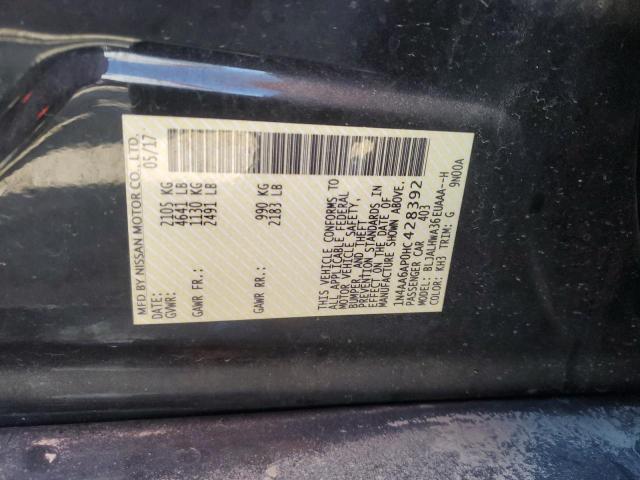 MFD BY NISSAN MOTOR CO., LTD.
DATE: 05/17
GVWR: 2105 KG
4641 LB
GAWR FR.: 1130 KG
2491 LB
GAWR RR.: 990 KG
2183 LB
THIS VEHICLE CONFORMS TO
ALL APPLICABLE FEDERAL
MOTOR VEHICLE SAFETY,
BUMPER, AND THEFT
PREVENTION STANDARDS IN
EFFECT ON THE DATE OF
MANUFACTURE SHOWN ABOVE.
1N4AA6AP0HC428392
PASSENGER CAR 403
MODEL: BLJALHWA36EUAAA--H
COLOR: KH3 TRIM: G 9N00A